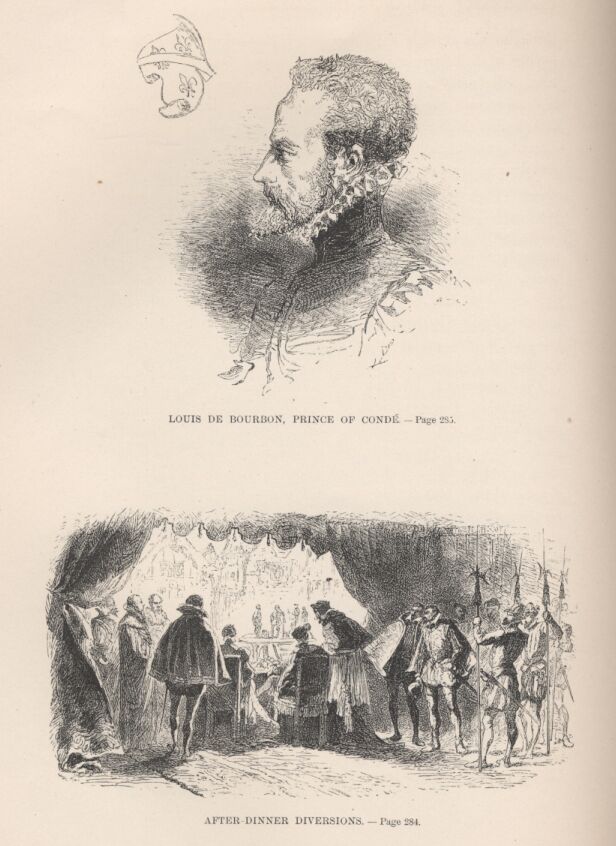 LOUIS DE BOURBON, PRINCE OF CONDÉ. — Page 285.
AFTER-DINNER DIVERSIONS. — Page 284.